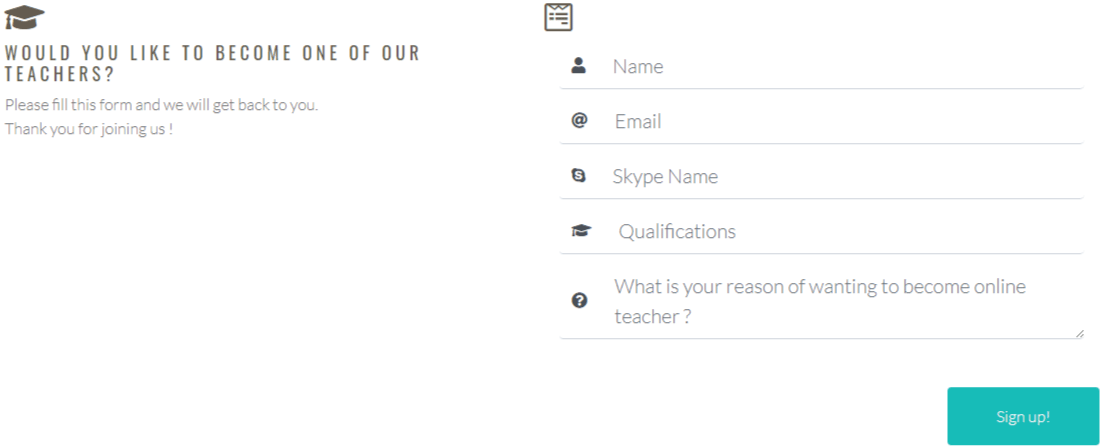 WOULD YOU LIKE TO BECOME ONE OF OUR
TEACHERS?
Please fill this form and we will get back to you.
Thank you for joining us !
Name
Email
Skype Name
Qualifications
What is your reason of wanting to become online
teacher ?
Sign up!